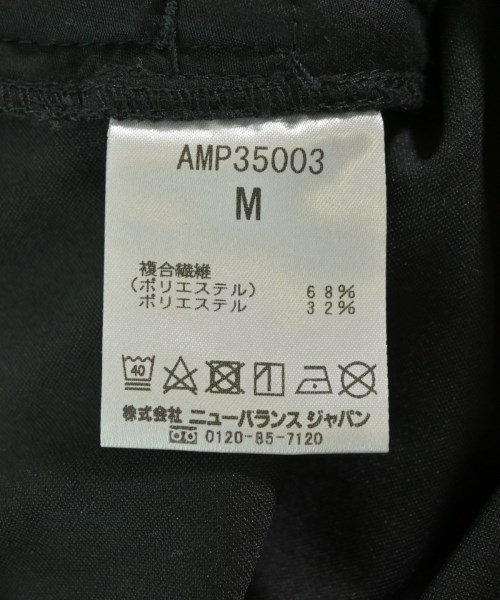 AMP35003
M
複合繊維
(ポリエステル) 68%
ポリエステル 32%
40
株式会社 ニューバランス ジャパン
0120-85-7120